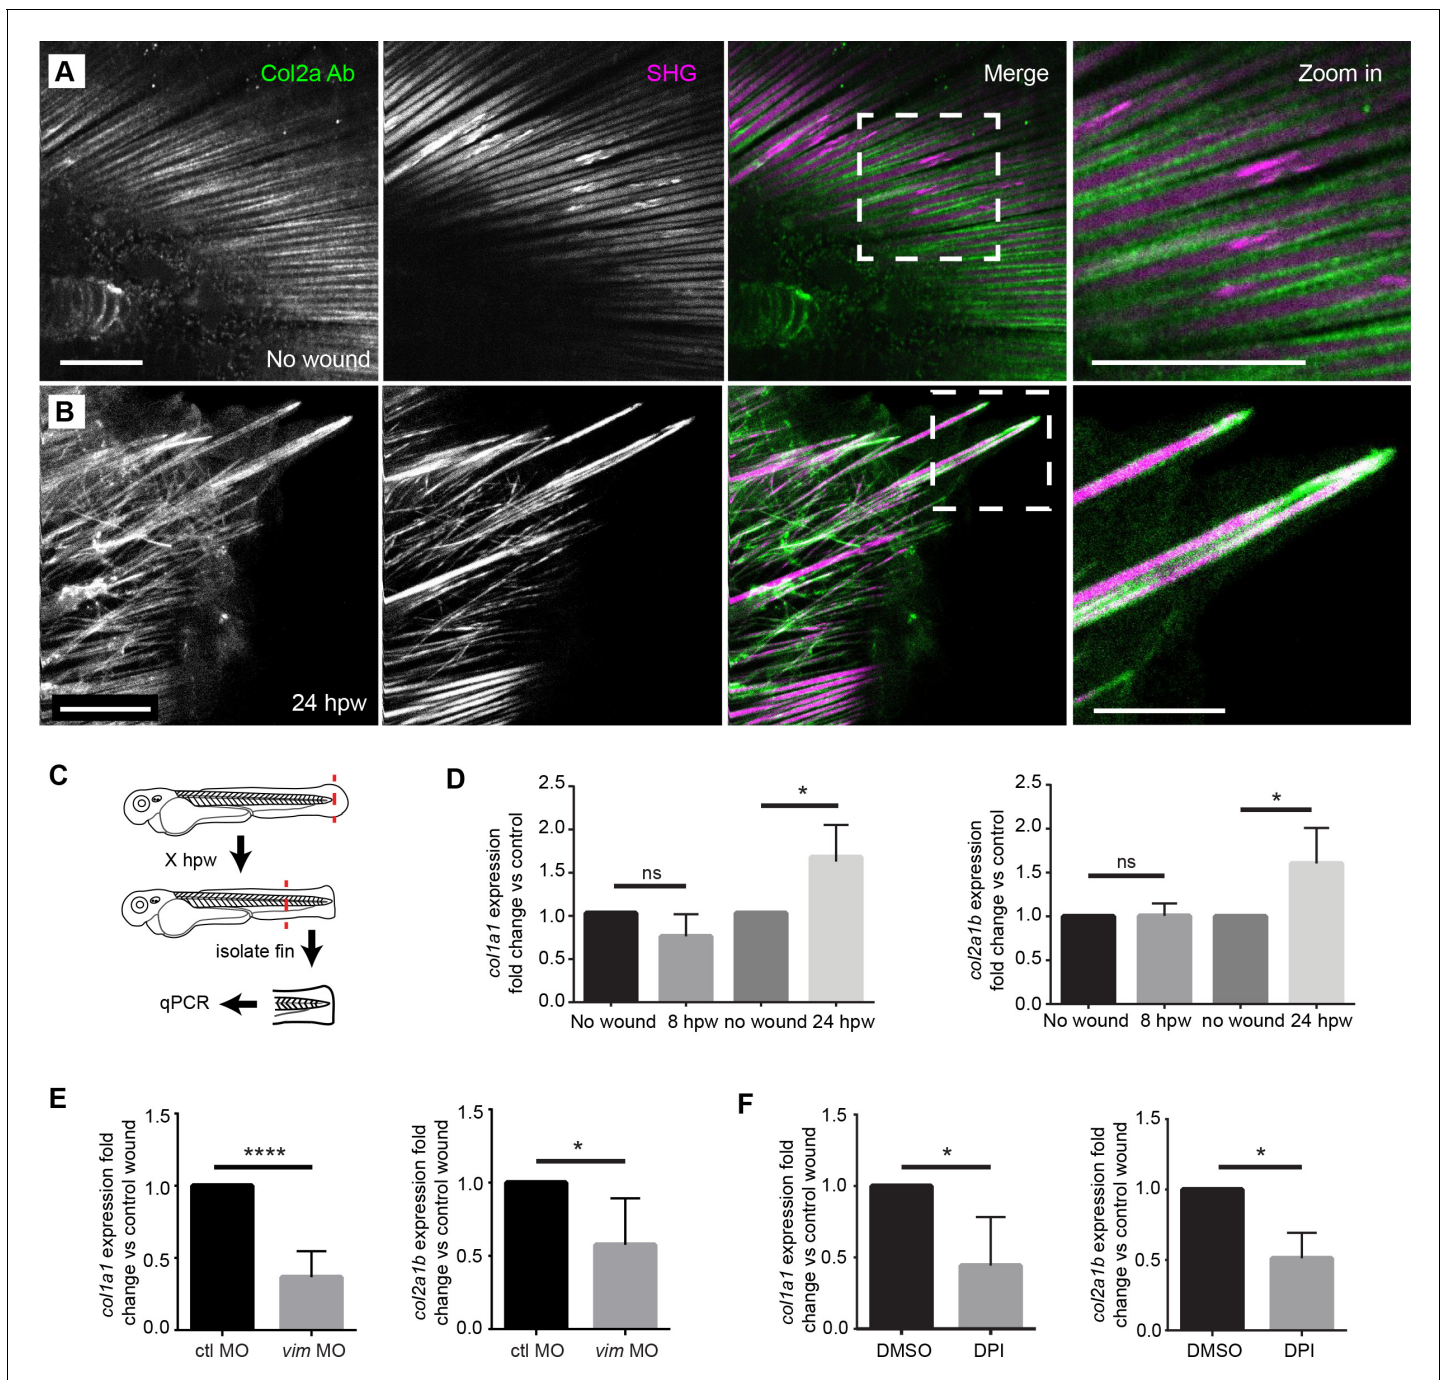 A
Col2a Ab
SHG
Merge
Zoom in
No wound
B
24 hpw
C
X hpw
isolate fin
qPCR
D
col1a1 expression
fold change vs control
2.5
2.0
1.5
1.0
0.5
0.0
ns
*
No wound 8 hpw no wound 24 hpw
col2a1b expression
fold change vs control
2.5
2.0
1.5
1.0
0.5
0.0
ns
*
No wound 8 hpw no wound 24 hpw
E
col1a1 expression fold
change vs control wound
1.5
1.0
0.5
0.0
****
ctl MO vim MO
col2a1b expression fold
change vs control wound
1.5
1.0
0.5
0.0
*
ctl MO vim MO
F
col1a1 expression fold
change vs control wound
1.5
1.0
0.5
0.0
*
DMSO DPI
col2a1b expression fold
change vs control wound
1.5
1.0
0.5
0.0
*
DMSO DPI